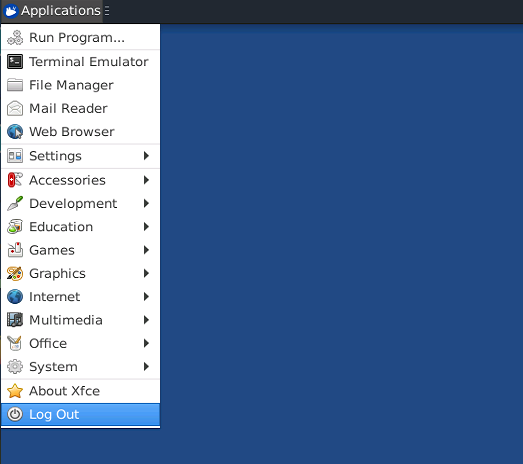 Applications
Run Program...
Terminal Emulator
File Manager
Mail Reader
Web Browser
Settings
Accessories
Development
Education
Games
Graphics
Internet
Multimedia
Office
System
About Xfce
Log Out